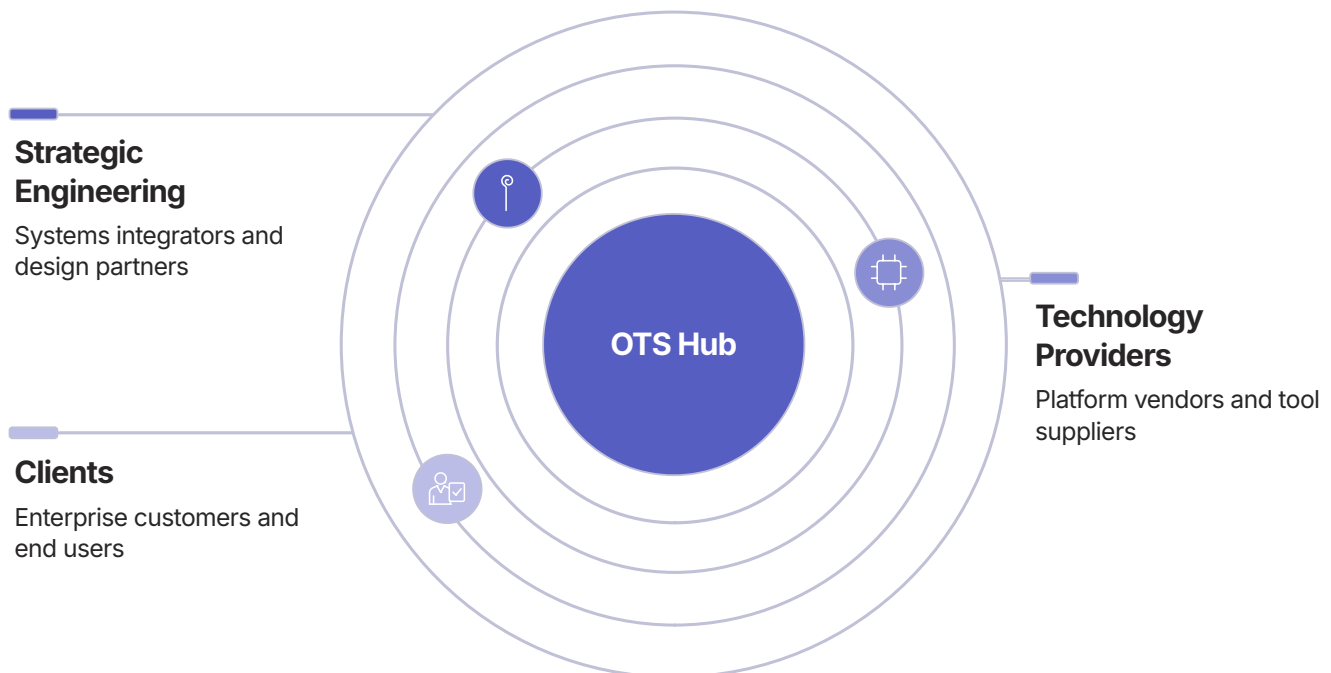 Strategic
Engineering
Systems integrators and
design partners
OTS Hub
Technology
Providers
Platform vendors and tool
suppliers
Clients
Enterprise customers and
end users